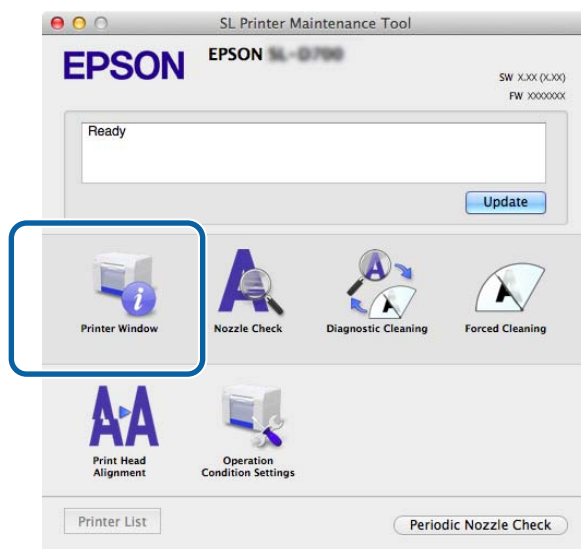 SL Printer Maintenance Tool
EPSON
EPSON
SW X.XX (X.XX)
FW XXXXXXX
Ready
Update
Printer Window
Nozzle Check
Diagnostic Cleaning
Forced Cleaning
Print Head
Alignment
Operation
Condition Settings
Printer List
Periodic Nozzle Check